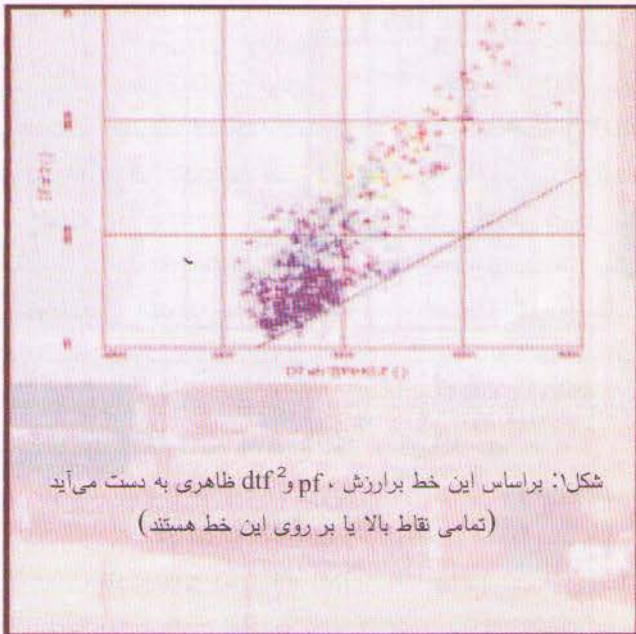 شکل۱: براساس این خط برارزش ، pf و dtf² ظاهری به دست می‌آید
(تمامی نقاط بالا یا بر روی این خط هستند)